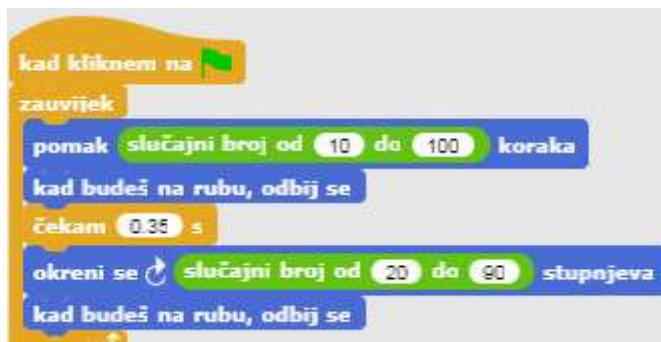 kad kliknem na
zauvijek
pomak slučajni broj od 10 do 100 koraka
kad budeš na rubu, odbij se
čekam 0.35 s
okreni se slučajni broj od 20 do 90 stupnjeva
kad budeš na rubu, odbij se